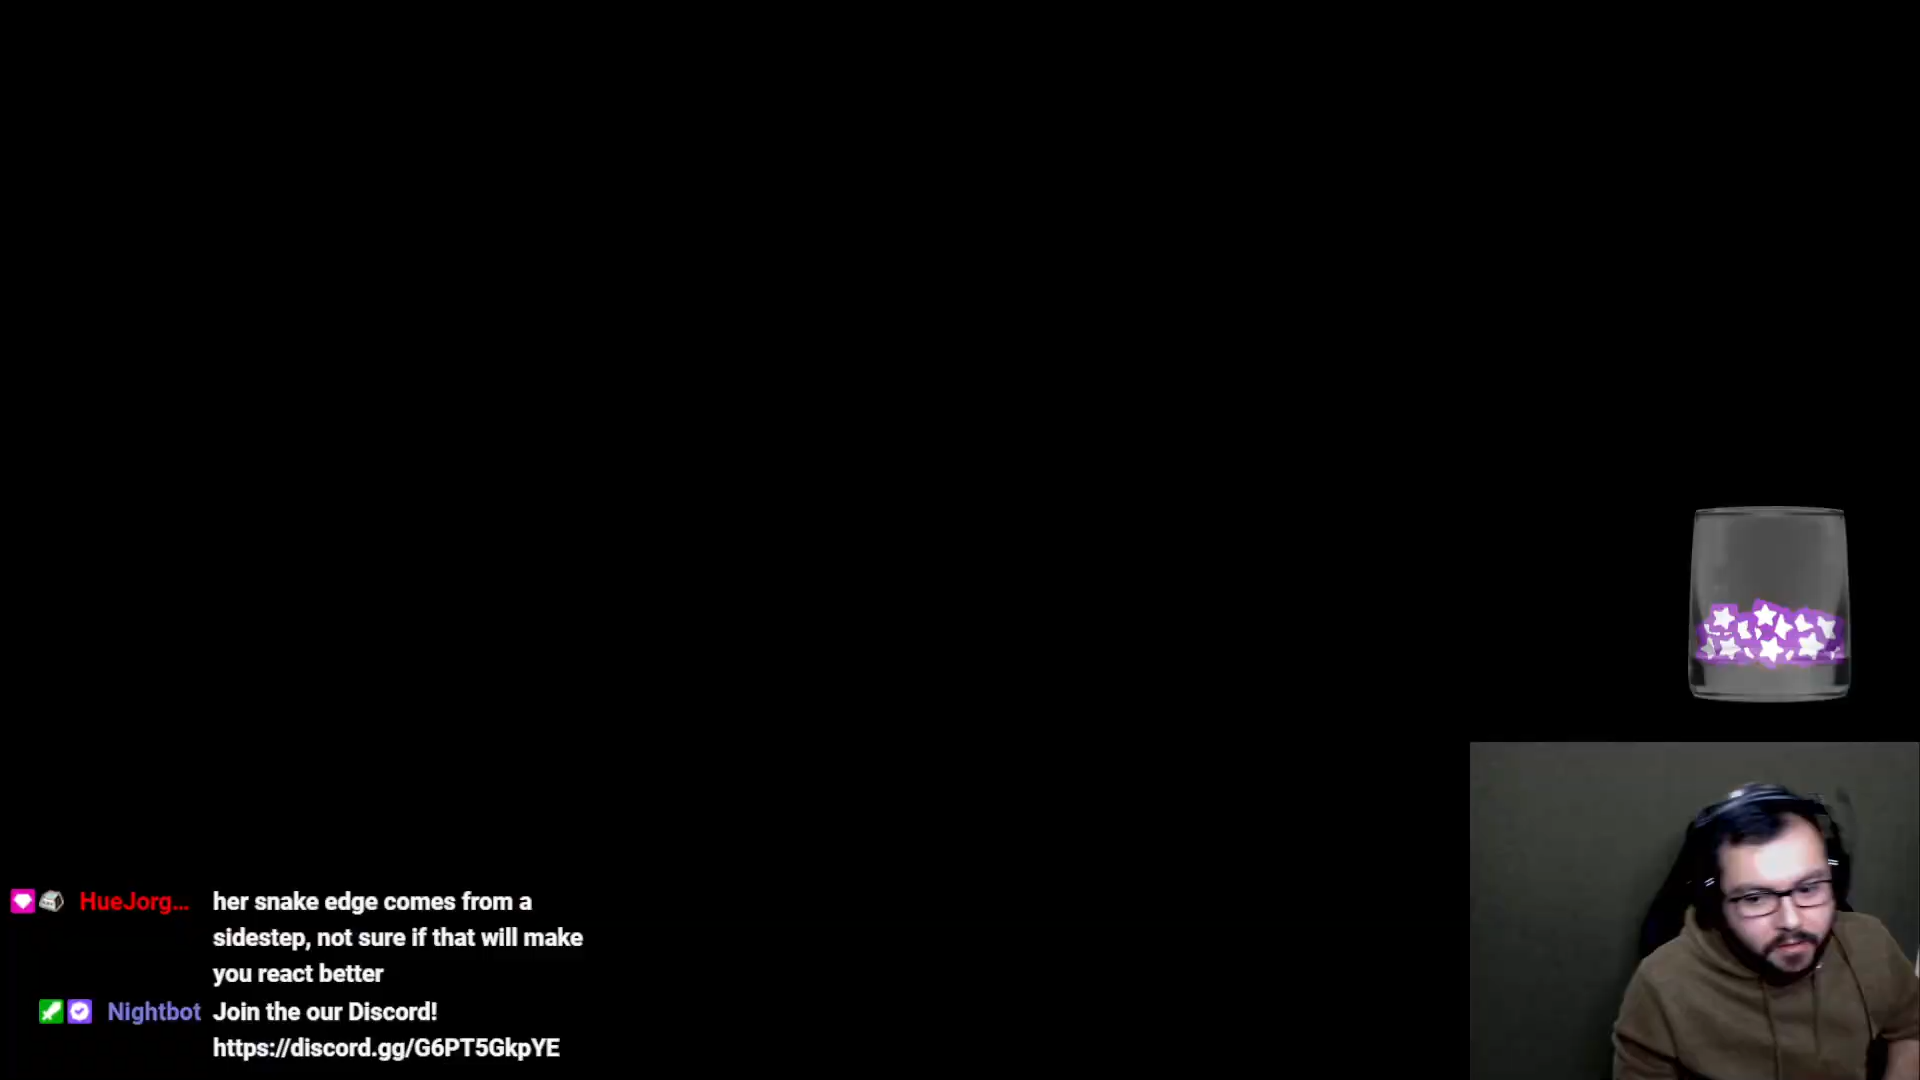 HueJorg... her snake edge comes from a
sidestep, not sure if that will make
you react better
Nightbot Join the our Discord!
https://discord.gg/G6PT5GkpYE